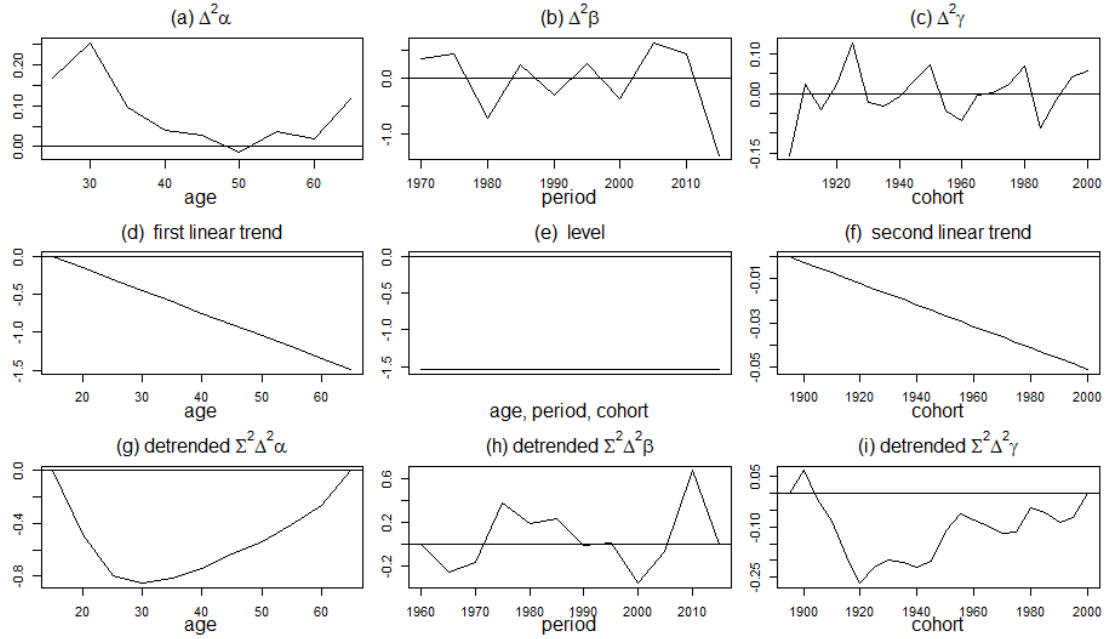 (a) Δ²α
(b) Δ²β
(c) Δ²γ
0.20
0.10
0.00
30 40 50 60
age
0.0
-1.0
1970 1980 1990 2000 2010
period
0.10
0.00
-0.15
1920 1940 1960 1980 2000
cohort
(d) first linear trend
(e) level
(f) second linear trend
0.0
-0.5
-1.0
-1.5
20 30 40 50 60
age
0.0
-0.5
-1.0
-1.5
age, period, cohort
-0.01
-0.03
-0.05
1900 1920 1940 1960 1980 2000
cohort
(g) detrended Σ²Δ²α
(h) detrended Σ²Δ²β
(i) detrended Σ²Δ²γ
0.0
-0.4
-0.8
20 30 40 50 60
age
0.6
0.2
-0.2
1960 1970 1980 1990 2000 2010
period
0.05
-0.10
-0.25
1900 1920 1940 1960 1980 2000
cohort